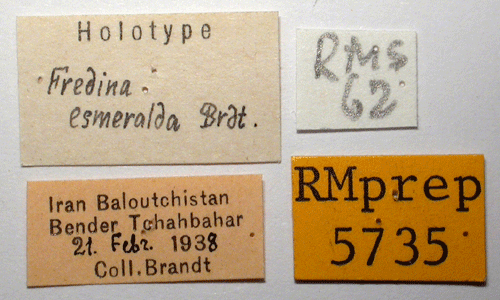 Holotype
Fredina
esmeralda Brdt.
RMS
62
Iran Baloutchistan
Bender Tchahbahar
21. Febr. 1938
Coll. Brandt
RMprep
5735